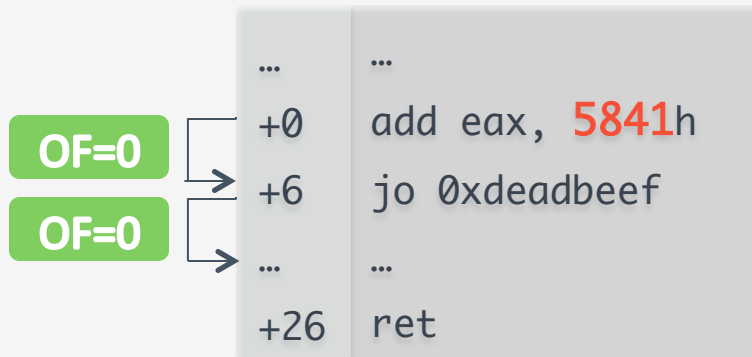 … …
+0 add eax, 5841h
OF=0
+6 jo 0xdeadbeef
OF=0
… …
+26 ret